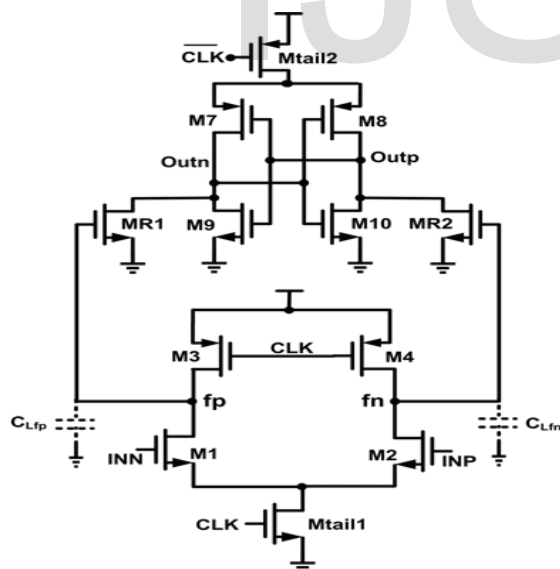 IJC
CLK
Mtail2
M7
M8
Outn
Outp
MR1
M9
M10
MR2
M3
CLK
M4
fp
fn
CLfp
CLfn
INN
M1
M2
INP
CLK
Mtail1